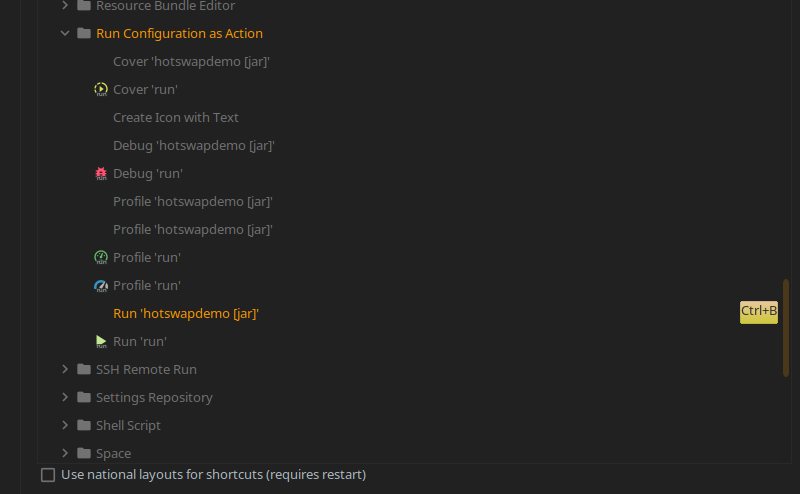 Resource Bundle Editor
Run Configuration as Action
Cover 'hotswapdemo [jar]'
Cover 'run'
Create Icon with Text
Debug 'hotswapdemo [jar]'
Debug 'run'
Profile 'hotswapdemo [jar]'
Profile 'hotswapdemo [jar]'
Profile 'run'
Profile 'run'
Run 'hotswapdemo [jar]' Ctrl+B
Run 'run'
SSH Remote Run
Settings Repository
Shell Script
Space
Use national layouts for shortcuts (requires restart)